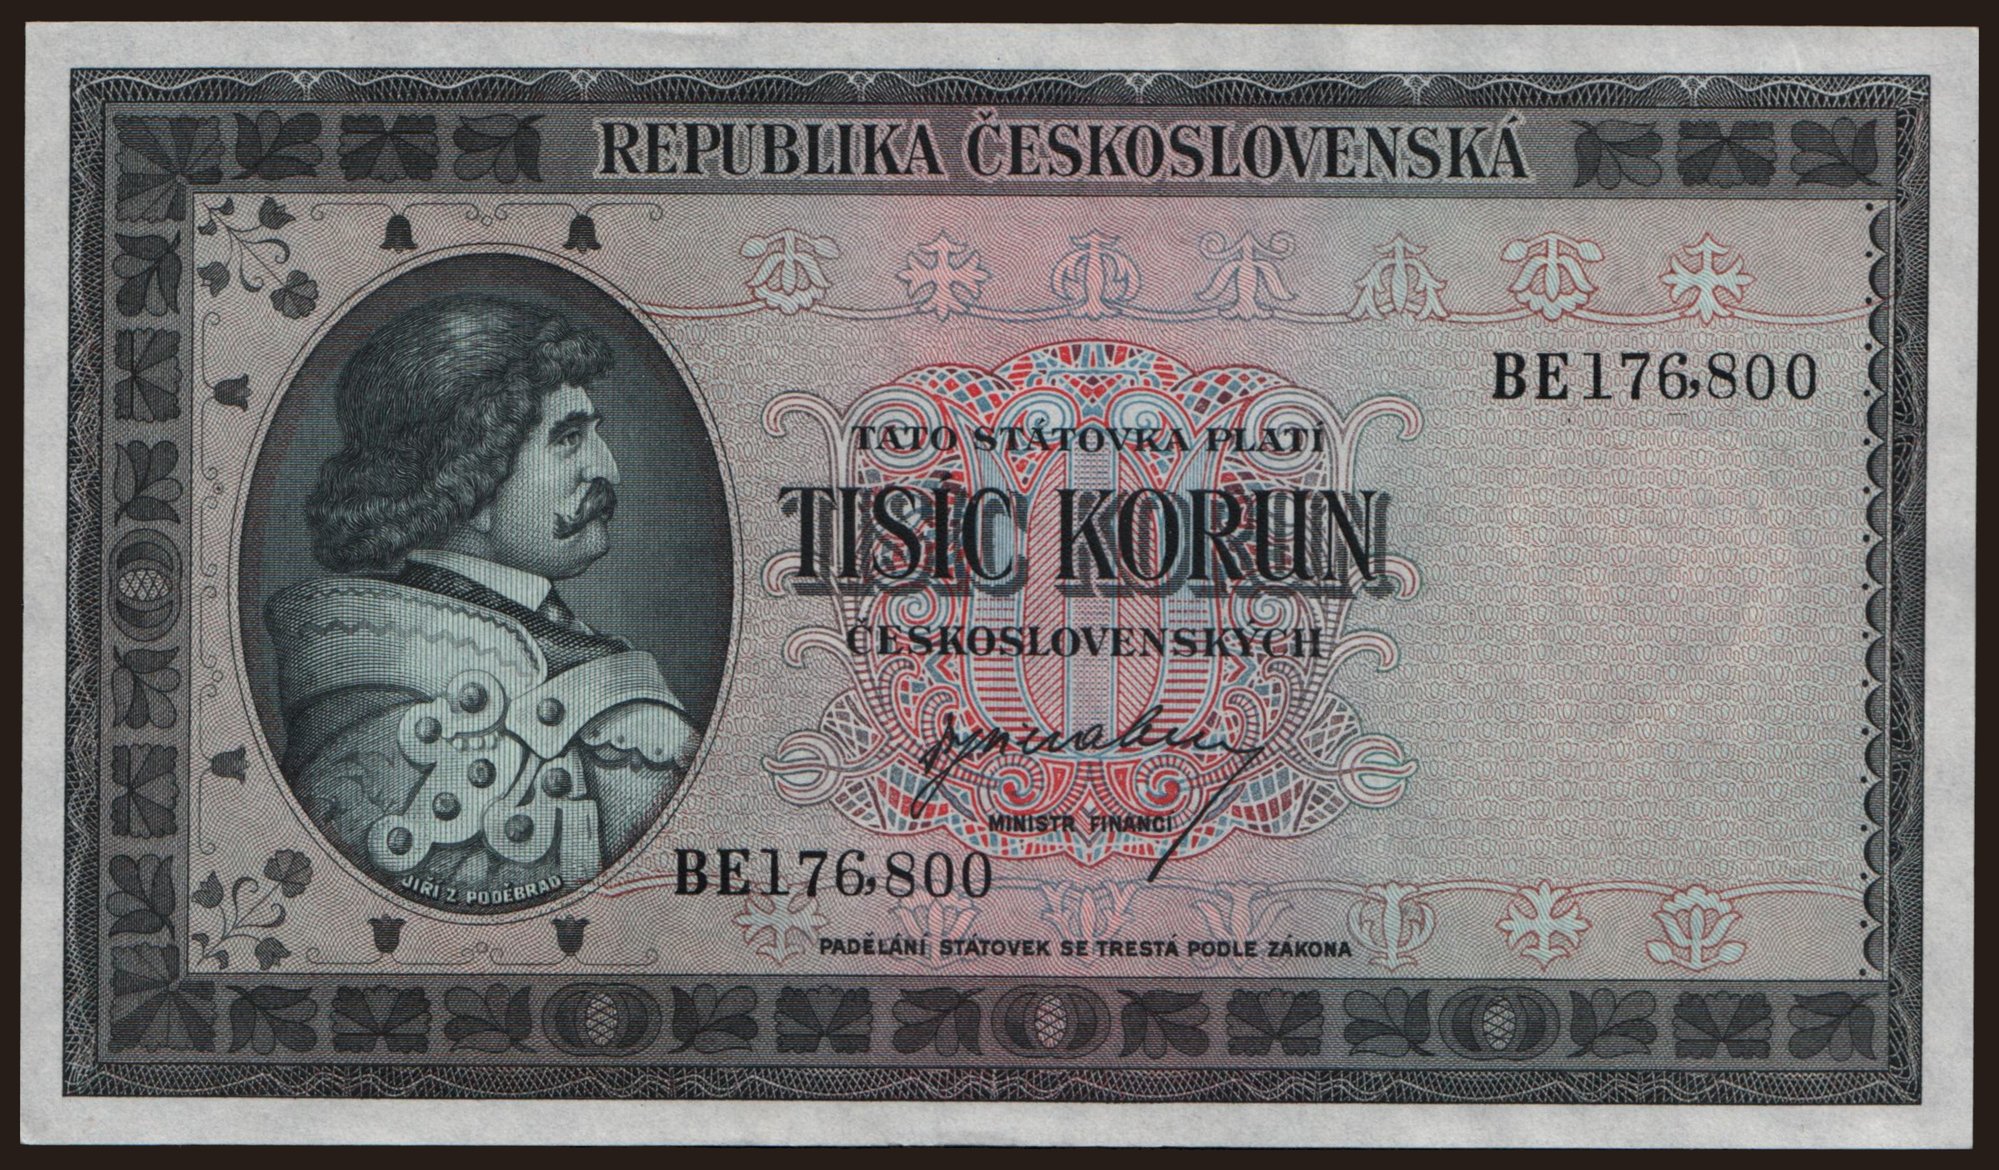 REPUBLIKA ČESKOSLOVENSKÁ
BE176,800
TATO STÁTOVKA PLATÍ
TISÍC KORUN
ČESKOSLOVENSKÝCH
MINISTR FINANCÍ
BE176,800
JIŘÍ Z PODĚBRAD
PADĚLÁNÍ STÁTOVEK SE TRESTÁ PODLE ZÁKONA